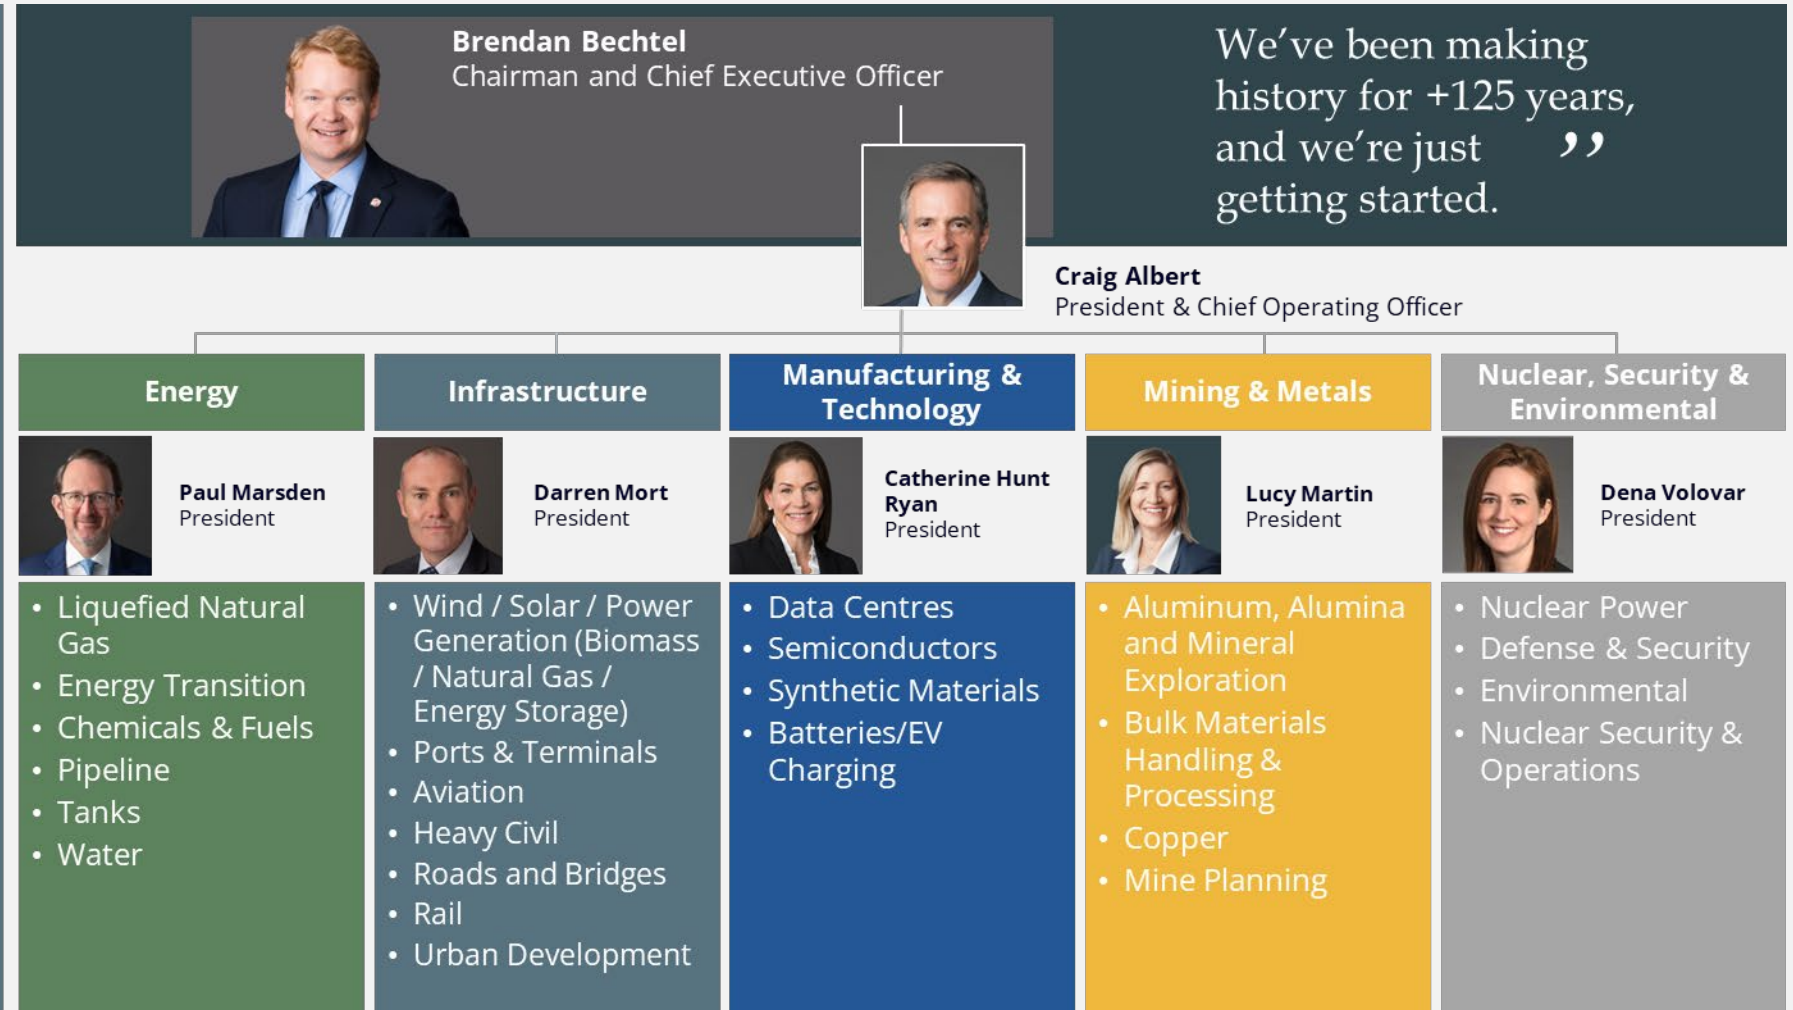 Brendan Bechtel
Chairman and Chief Executive Officer
We’ve been making
history for +125 years,
and we’re just ”
getting started.
Craig Albert
President & Chief Operating Officer
Energy
Paul Marsden
President
• Liquefied Natural
Gas
• Energy Transition
• Chemicals & Fuels
• Pipeline
• Tanks
• Water
Infrastructure
Darren Mort
President
• Wind / Solar / Power
Generation (Biomass
/ Natural Gas /
Energy Storage)
• Ports & Terminals
• Aviation
• Heavy Civil
• Roads and Bridges
• Rail
• Urban Development
Manufacturing &
Technology
Catherine Hunt
Ryan
President
• Data Centres
• Semiconductors
• Synthetic Materials
• Batteries/EV
Charging
Mining & Metals
Lucy Martin
President
• Aluminum, Alumina
and Mineral
Exploration
• Bulk Materials
Handling &
Processing
• Copper
• Mine Planning
Nuclear, Security &
Environmental
Dena Volovar
President
• Nuclear Power
• Defense & Security
• Environmental
• Nuclear Security &
Operations